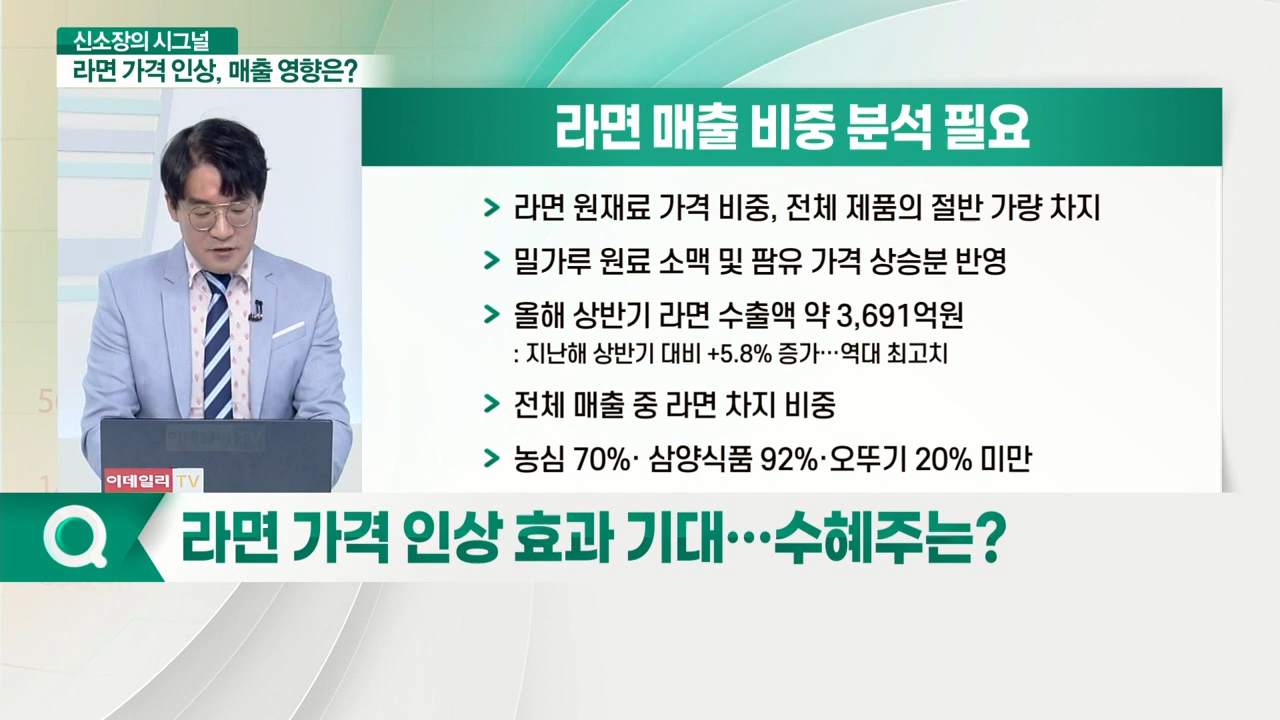 신소장의 시그널
라면 가격 인상, 매출 영향은?
라면 매출 비중 분석 필요
> 라면 원재료 가격 비중, 전체 제품의 절반 가량 차지
> 밀가루 원료 소맥 및 팜유 가격 상승분 반영
> 올해 상반기 라면 수출액 약 3,691억원
: 지난해 상반기 대비 +5.8% 증가…역대 최고치
> 전체 매출 중 라면 차지 비중
> 농심 70%· 삼양식품 92%·오뚜기 20% 미만
이데일리TV
이데일리 TV
Q 라면 가격 인상 효과 기대…수혜주는?